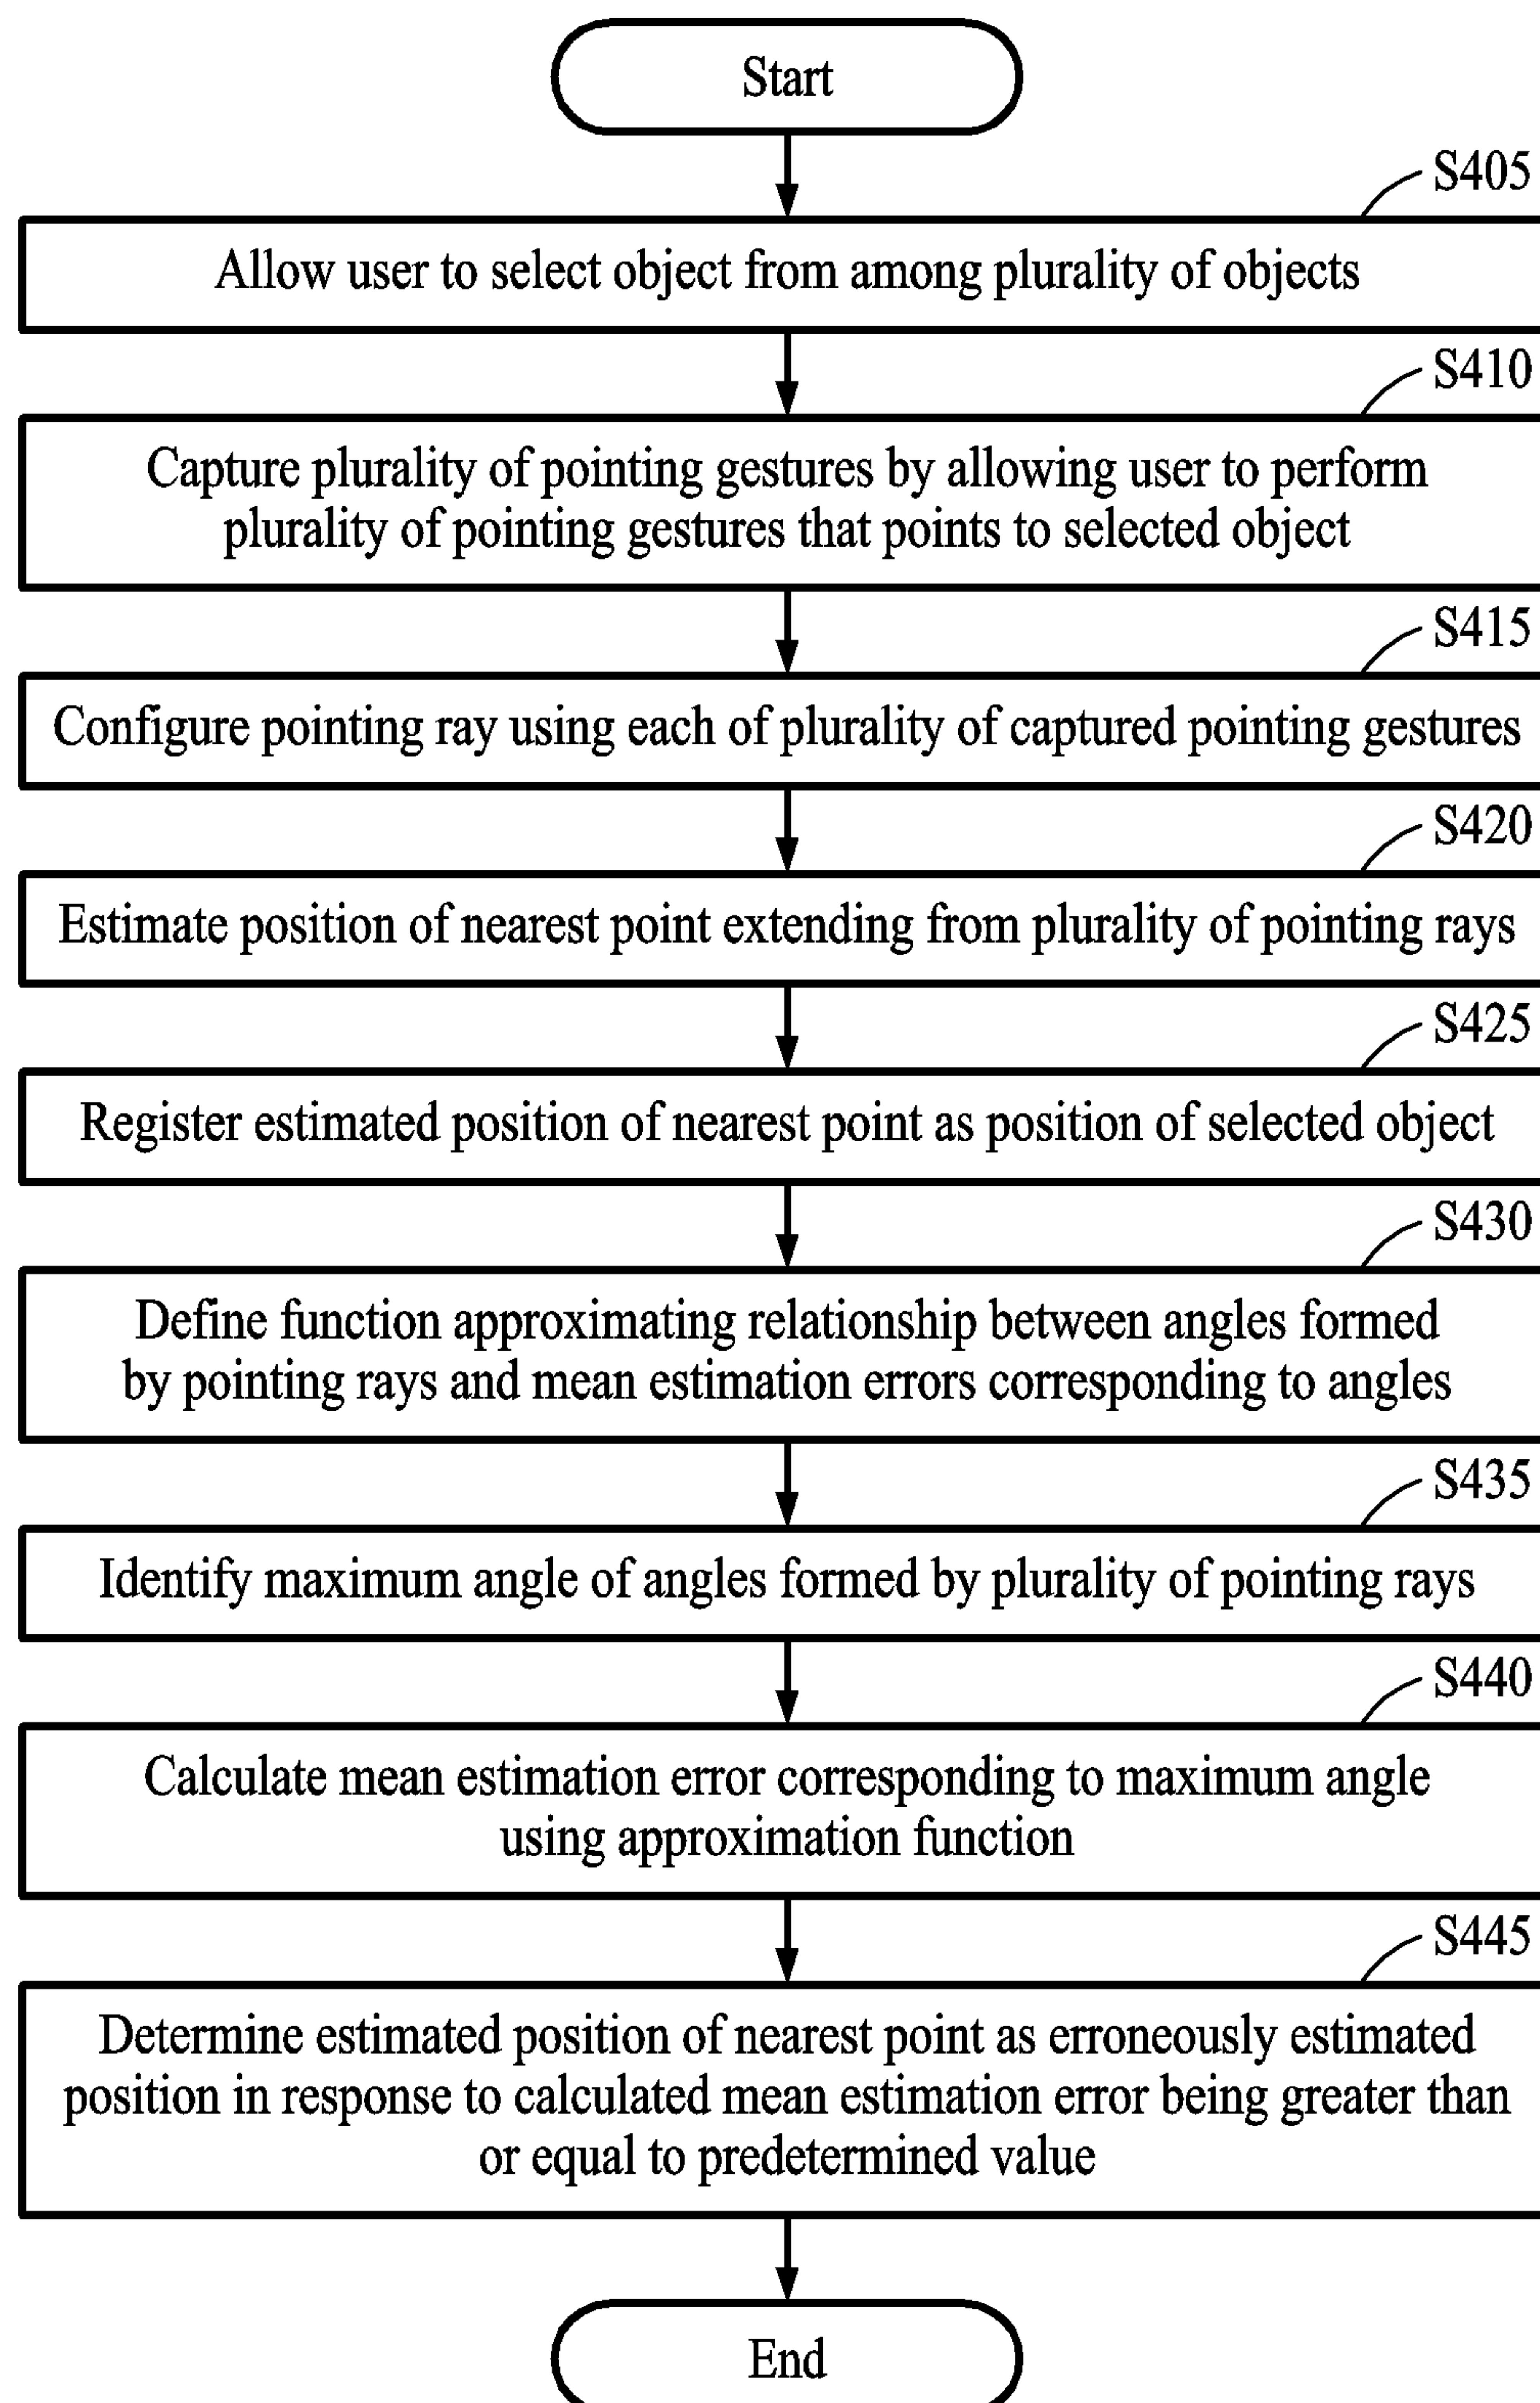 Start
S405
Allow user to select object from among plurality of objects
S410
Capture plurality of pointing gestures by allowing user to perform
plurality of pointing gestures that points to selected object
S415
Configure pointing ray using each of plurality of captured pointing gestures
S420
Estimate position of nearest point extending from plurality of pointing rays
S425
Register estimated position of nearest point as position of selected object
S430
Define function approximating relationship between angles formed
by pointing rays and mean estimation errors corresponding to angles
S435
Identify maximum angle of angles formed by plurality of pointing rays
S440
Calculate mean estimation error corresponding to maximum angle
using approximation function
S445
Determine estimated position of nearest point as erroneously estimated
position in response to calculated mean estimation error being greater than
or equal to predetermined value
End